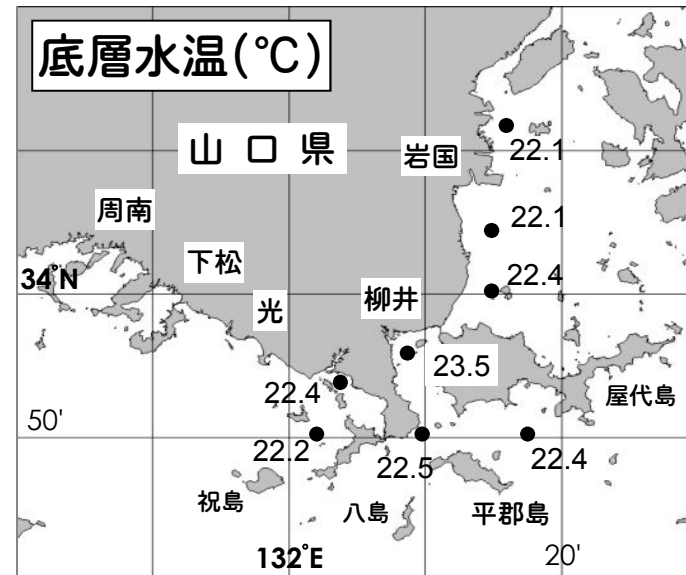 底層水温(℃)
山口県
岩国
22.1
周南
22.1
下松
34°N
22.4
光
柳井
23.5
屋代島
22.4
50'
22.2
22.5
22.4
祝島
八島
平郡島
132°E
20'